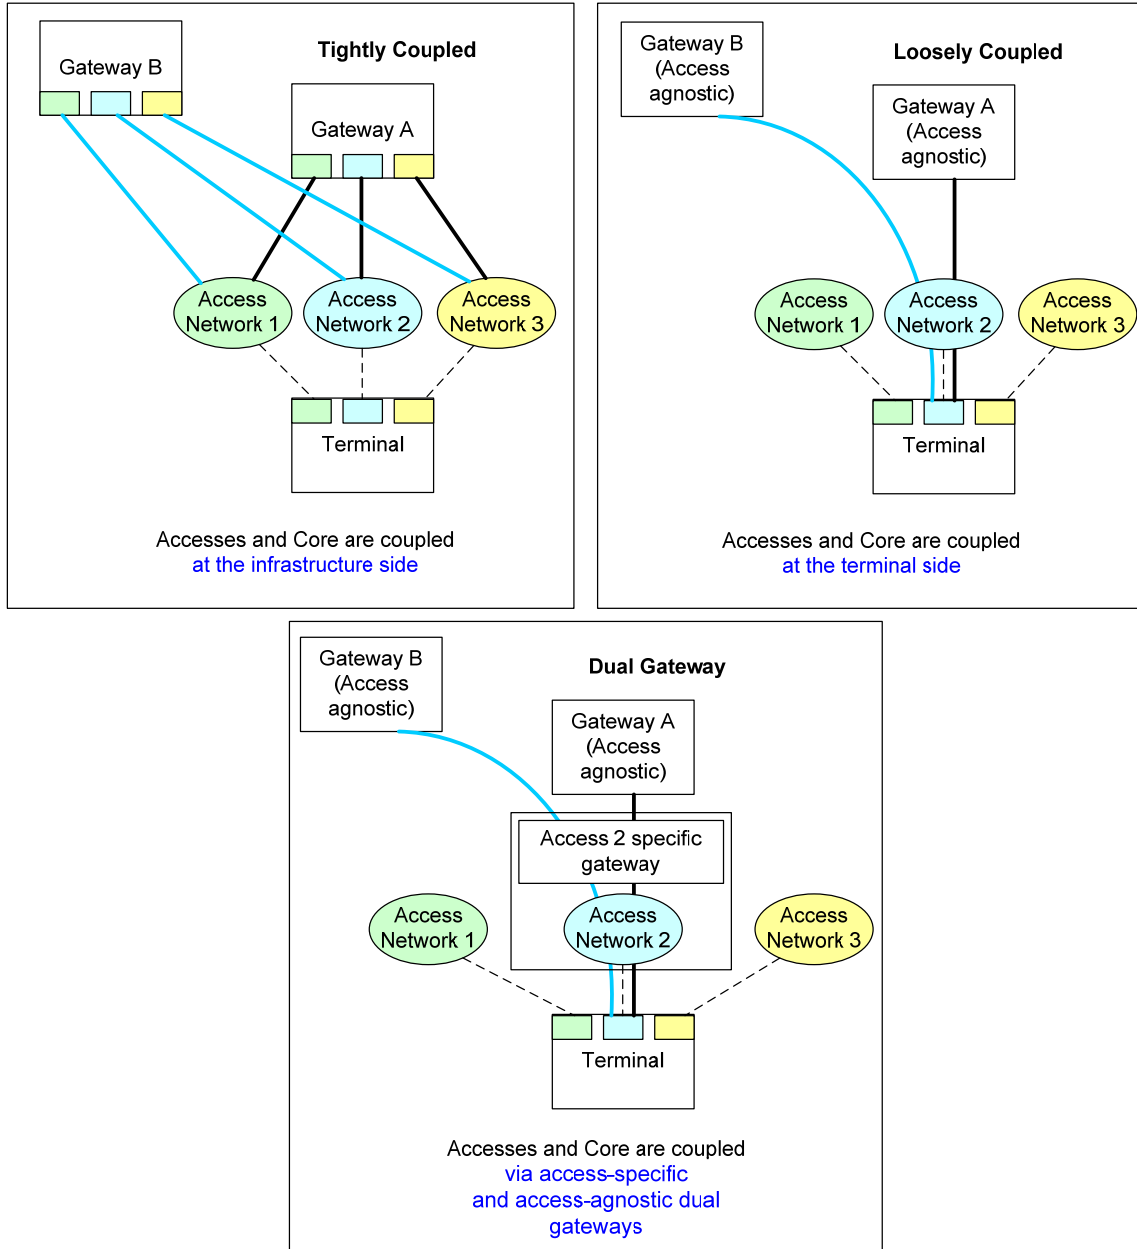 Tightly Coupled
Gateway B
Gateway A
Access
Network 1
Access
Network 2
Access
Network 3
Terminal
Accesses and Core are coupled
at the infrastructure side
Loosely Coupled
Gateway B
(Access
agnostic)
Gateway A
(Access
agnostic)
Access
Network 1
Access
Network 2
Access
Network 3
Terminal
Accesses and Core are coupled
at the terminal side
Dual Gateway
Gateway B
(Access
agnostic)
Gateway A
(Access
agnostic)
Access 2 specific
gateway
Access
Network 1
Access
Network 2
Access
Network 3
Terminal
Accesses and Core are coupled
via access-specific
and access-agnostic dual
gateways